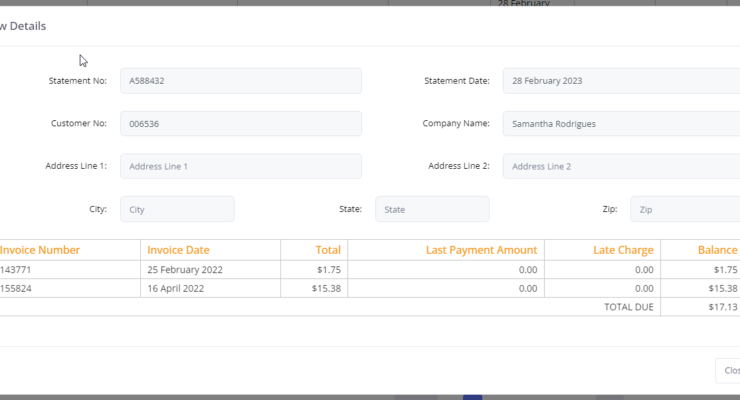 28 February
w Details
Statement No: A588432 Statement Date: 28 February 2023
Customer No: 006536 Company Name: Samantha Rodrigues
Address Line 1: Address Line 1 Address Line 2: Address Line 2
City: City State: State Zip: Zip
Invoice Number Invoice Date Total Last Payment Amount Late Charge Balance
143771 25 February 2022 $1.75 0.00 0.00 $1.75
155824 16 April 2022 $15.38 0.00 0.00 $15.38
TOTAL DUE $17.13
Clos